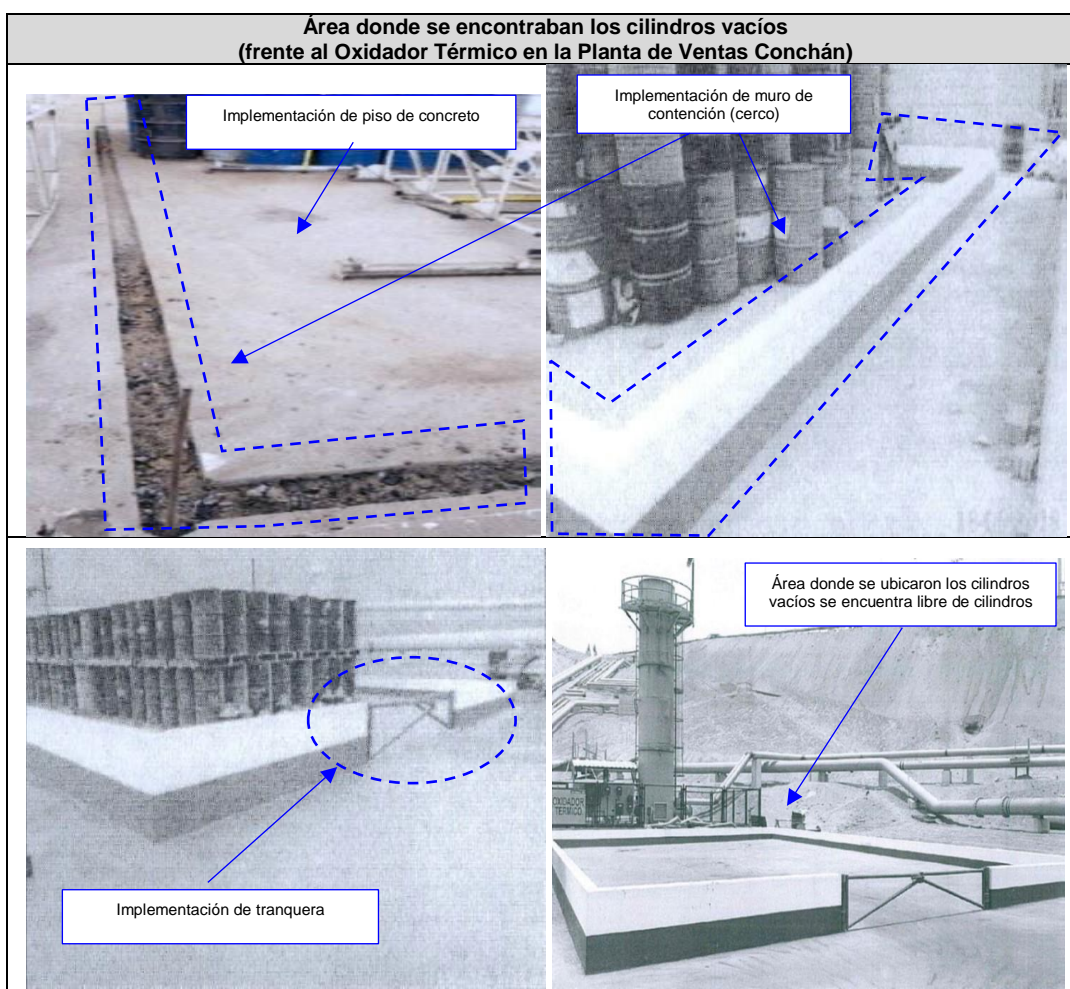 Área donde se encontraban los cilindros vacíos
(frente al Oxidador Térmico en la Planta de Ventas Conchán)
Implementación de piso de concreto
Implementación de muro de
contención (cerco)
Implementación de tranquera
Área donde se ubicaron los cilindros
vacíos se encuentra libre de cilindros
OXIDADOR
TERMICO